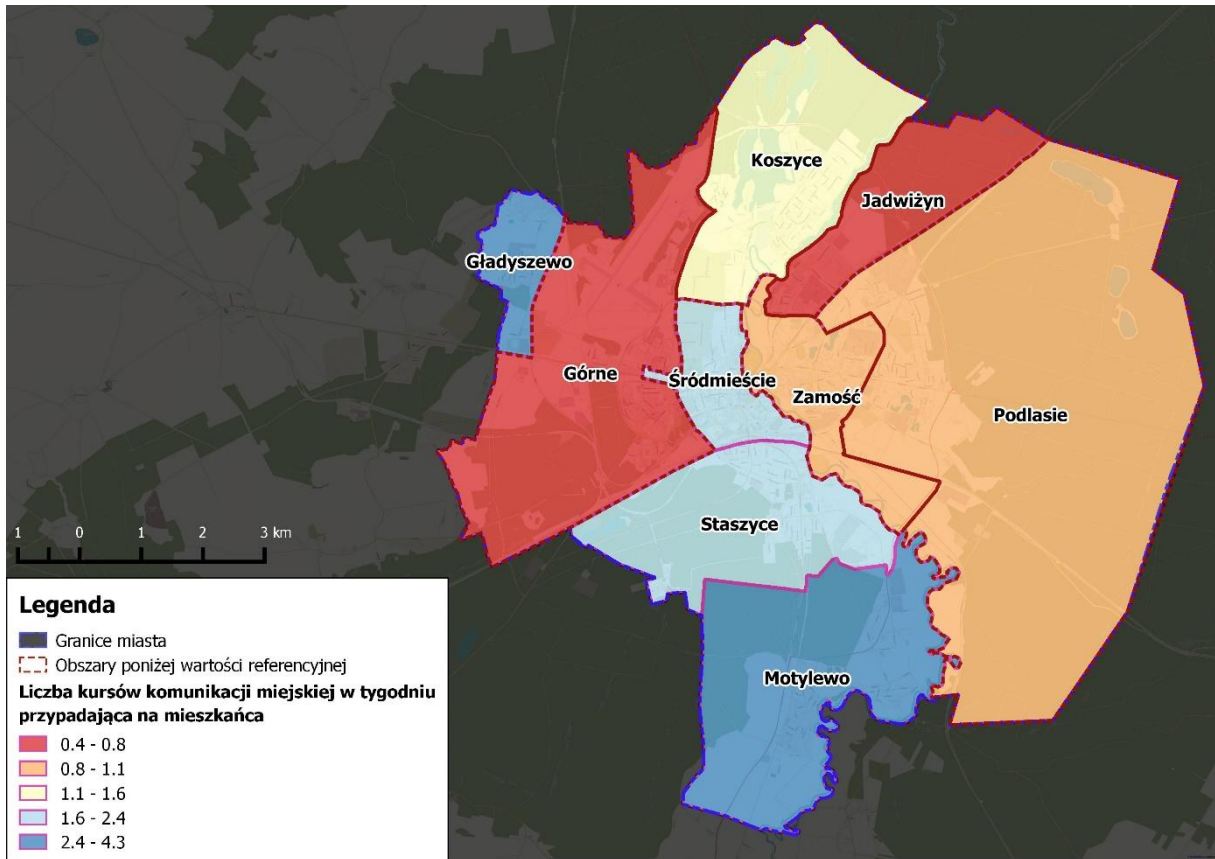 Koszyce
Jadwiżyn
Gładyszewo
Górne
Śródmieście
Zamość
Podlasie
Staszyce
Motylewo
1 0 1 2 3 km
Legenda
Granice miasta
Obszary poniżej wartości referencyjnej
Liczba kursów komunikacji miejskiej w tygodniu
przypadająca na mieszkańca
0.4 - 0.8
0.8 - 1.1
1.1 - 1.6
1.6 - 2.4
2.4 - 4.3